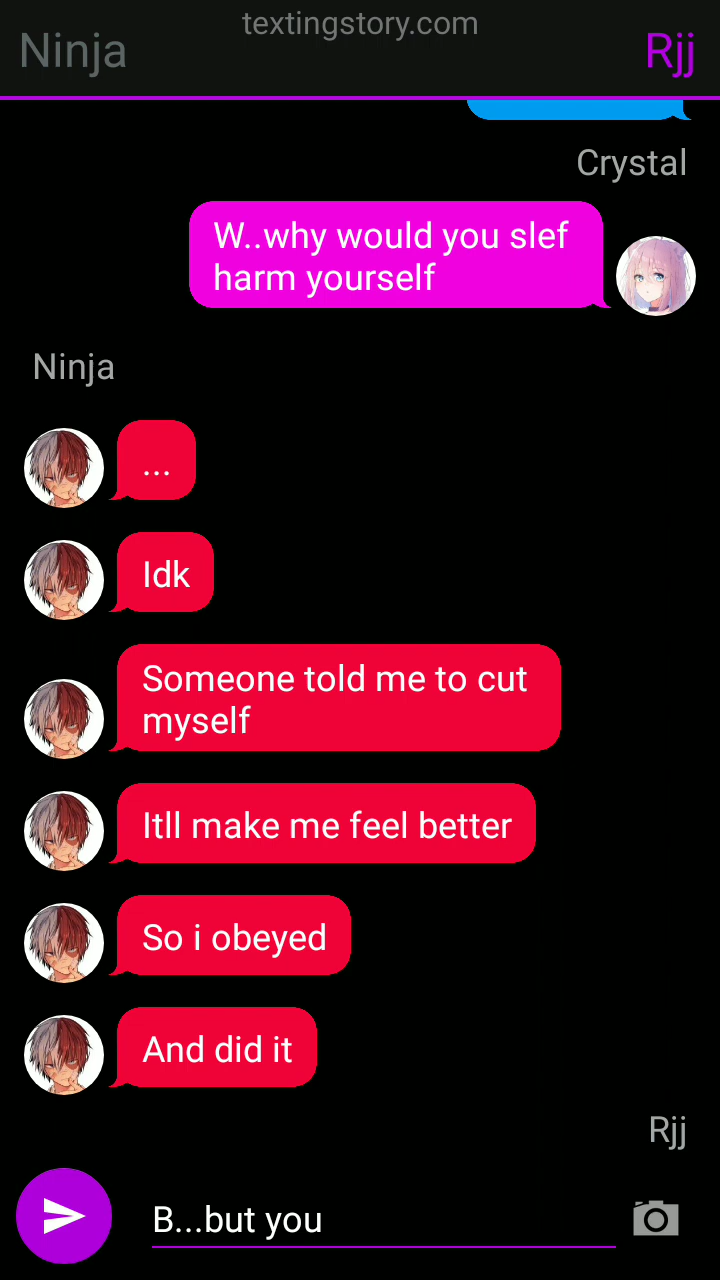 textingstory.com
Ninja
Rjj
Crystal
W..why would you slef
harm yourself
Ninja
...
Idk
Someone told me to cut
myself
Itll make me feel better
So i obeyed
And did it
Rjj
B...but you